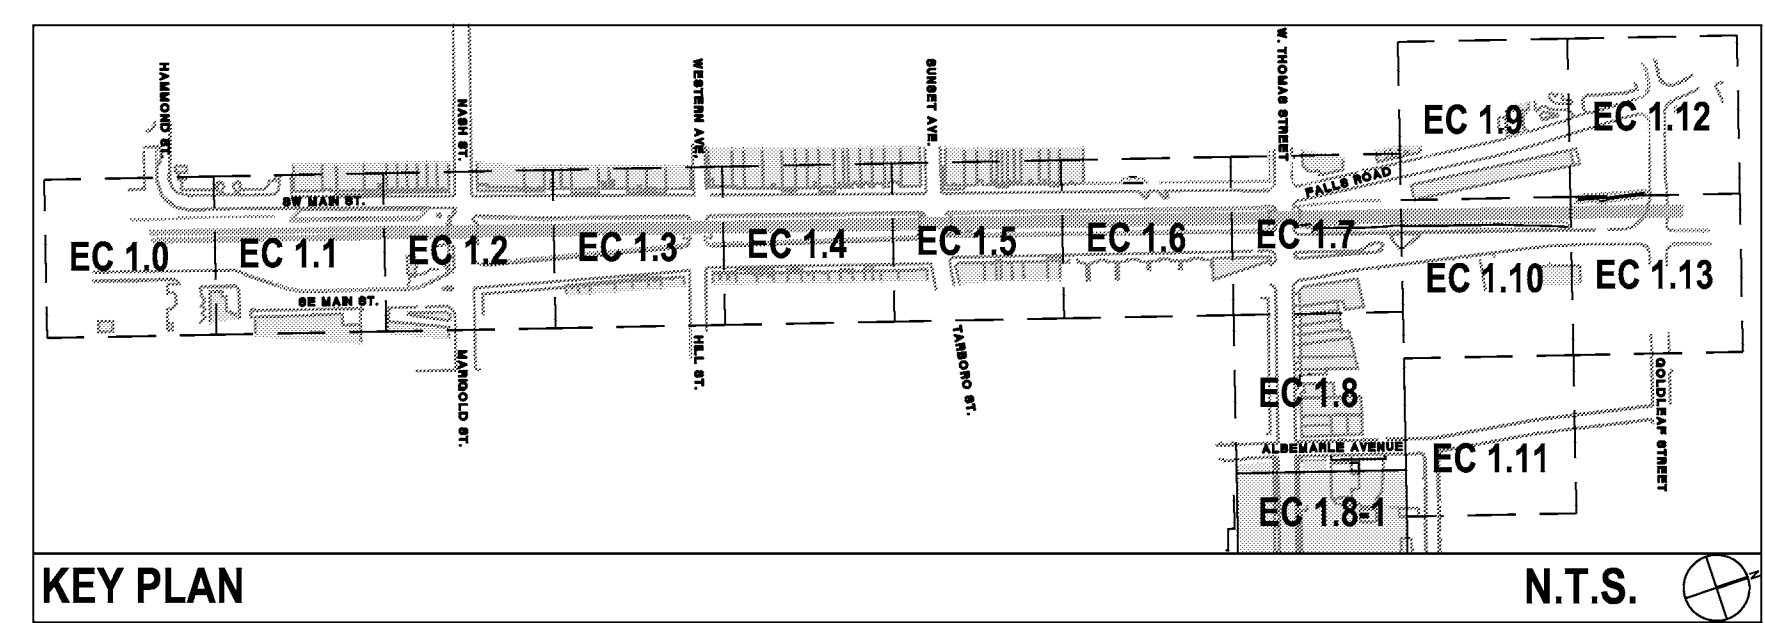 HAMMOND ST.
NASH ST.
WESTERN AVE.
SUNSET AVE.
W. THOMAS STREET
EC 1.9
EC 1.12
FALLS ROAD
SW MAIN ST.
EC 1.0
EC 1.1
EC 1.2
EC 1.3
EC 1.4
EC 1.5
EC 1.6
EC 1.7
EC 1.10
EC 1.13
SE MAIN ST.
MARIGOLD ST.
HILL ST.
TARBORO ST.
EC 1.8
GOLDLEAF STREET
ALBEMARLE AVENUE
EC 1.11
EC 1.8-1
KEY PLAN
N.T.S.
N